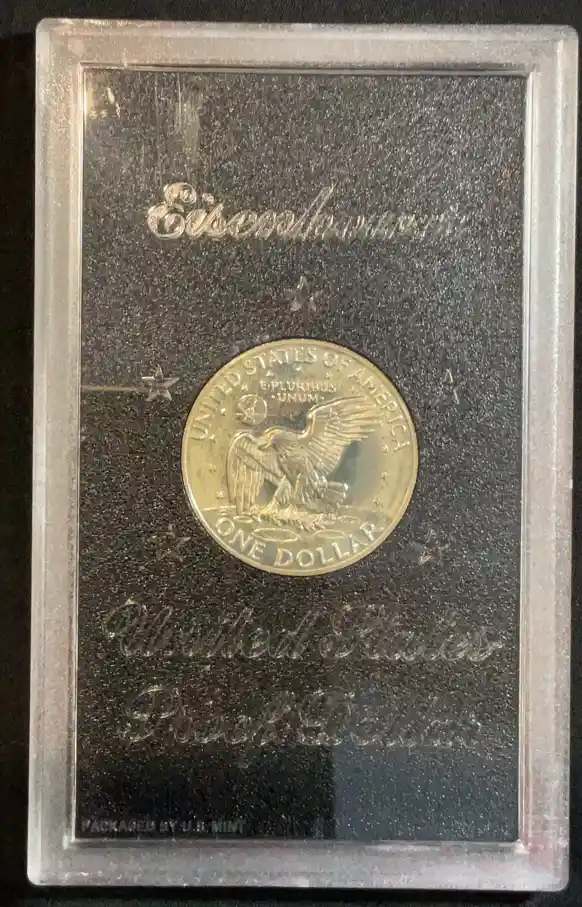 Eisenhower
UNITED STATES OF AMERICA
E·PLURIBUS
·UNUM·
ONE DOLLAR
United States
Proof Dollar
PACKAGED BY U.S. MINT